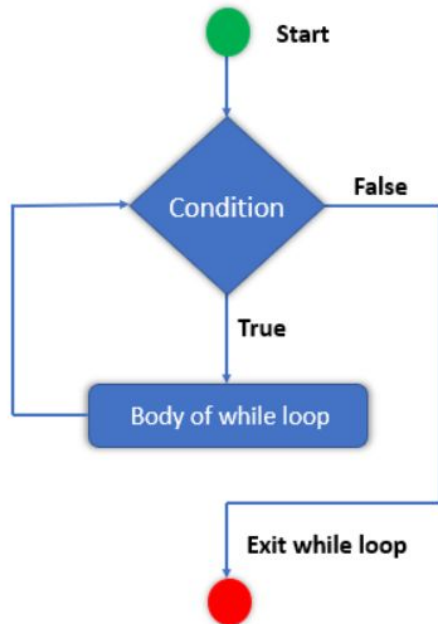 Start
Condition
False
True
Body of while loop
Exit while loop